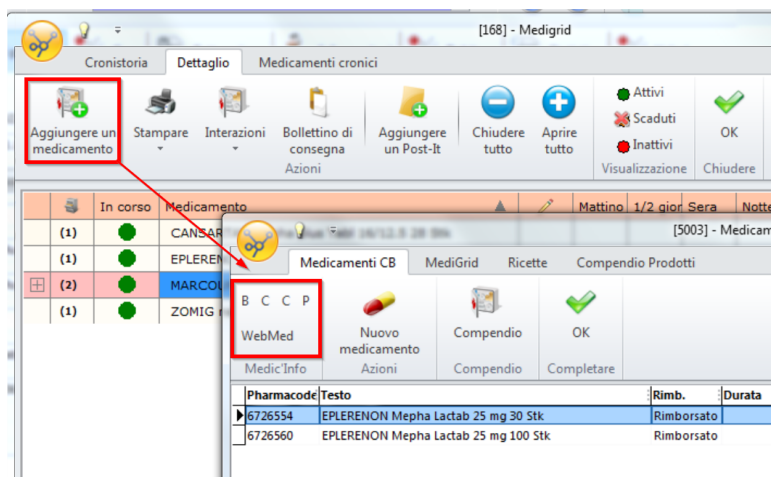 [168] - Medigrid
Cronistoria Dettaglio Medicamenti cronici
Aggiungere un medicamento
Stampare
Interazioni
Bollettino di consegna
Aggiungere un Post-It
Chiudere tutto
Aprire tutto
Attivi
Scaduti
Inattivi
OK
Azioni Visualizzazione Chiudere
In corso Medicamento Mattino 1/2 gior Sera Notte
(1) CANSAR
(1) EPLEREN
(2) MARCOU
(1) ZOMIG
[5003] - Medicam
Medicamenti CB MediGrid Ricette Compendio Prodotti
B C C P
WebMed
Nuovo medicamento
Compendio
OK
Medic'Info Azioni Compendio Completare
Pharmacode Testo Rimb. Durata
6726554 EPLERENON Mepha Lactab 25 mg 30 Stk Rimborsato
6726560 EPLERENON Mepha Lactab 25 mg 100 Stk Rimborsato